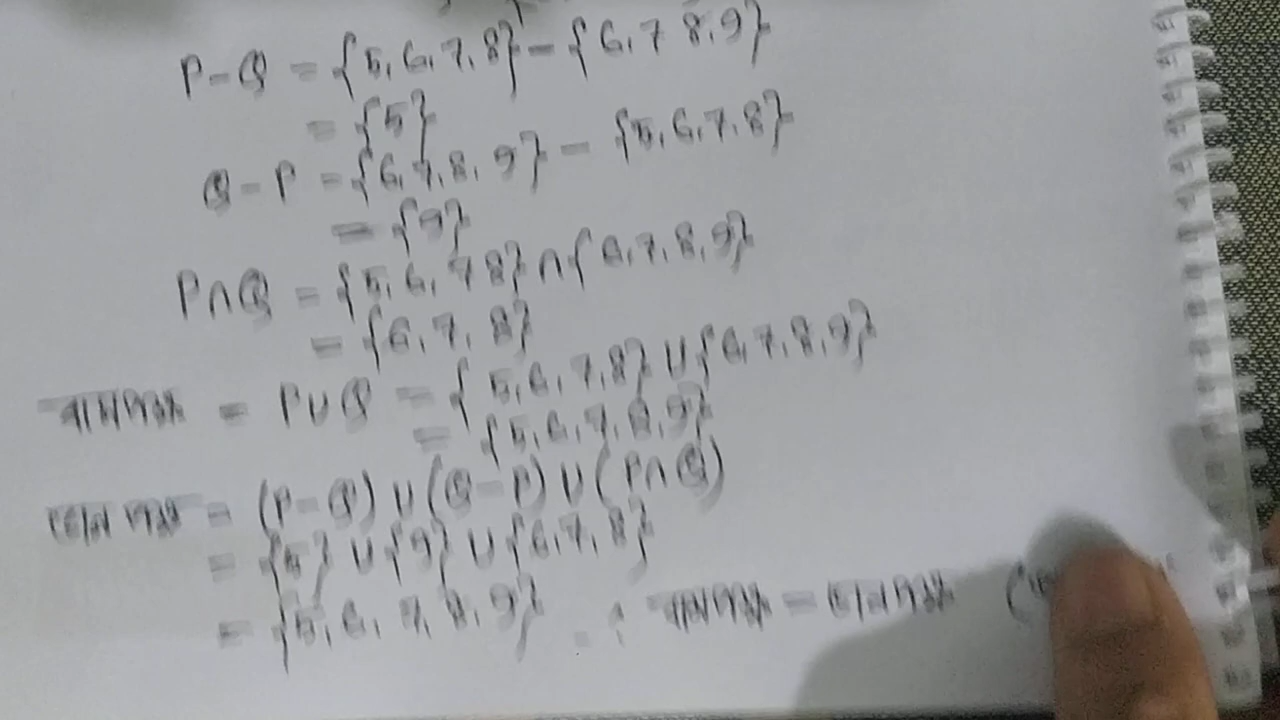 P-Q = {5, 6, 7, 8} - {6, 7 8, 9}
= {5}
Q-P = {6, 7, 8, 9} - {5, 6, 7, 8}
= {9}
P∩Q = {5, 6, 7 8} ∩ {6, 7, 8, 9}
= {6, 7, 8}
বামপক্ষ = P∪Q = {5, 6, 7, 8} ∪ {6, 7, 8, 9}
= {5, 6, 7, 8, 9}
ডানপক্ষ = (P-Q) ∪ (Q-P) ∪ (P∩Q)
= {5} ∪ {9} ∪ {6, 7, 8}
= {5, 6, 7, 8, 9} ∴ বামপক্ষ = ডানপক্ষ